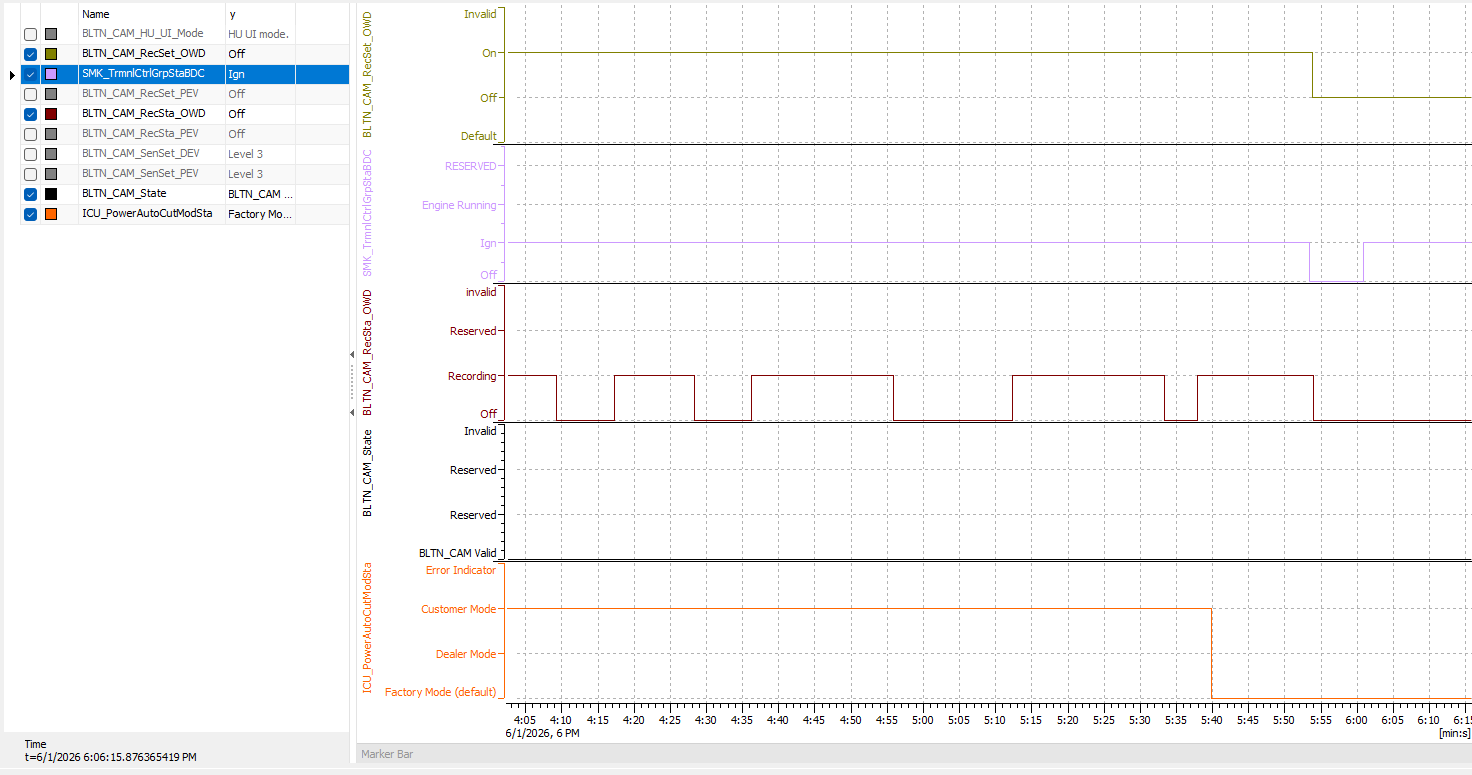 Name y
BLTN_CAM_HU_UI_Mode HU UI mode.
BLTN_CAM_RecSet_OWD Off
SMK_TrmnlCtrlGrpStaBDC Ign
BLTN_CAM_RecSet_PEV Off
BLTN_CAM_RecSta_OWD Off
BLTN_CAM_RecSta_PEV Off
BLTN_CAM_SenSet_DEV Level 3
BLTN_CAM_SenSet_PEV Level 3
BLTN_CAM_State BLTN_CAM ...
ICU_PowerAutoCutModSta Factory Mo...
Time
t=6/1/2026 6:06:15.876365419 PM
BLTN_CAM_RecSet_OWD
Invalid
On
Off
Default
SMK_TrmnlCtrlGrpStaBDC
RESERVED
Engine Running
Ign
Off
BLTN_CAM_RecSta_OWD
invalid
Reserved
Recording
Off
BLTN_CAM_State
Invalid
Reserved
Reserved
BLTN_CAM Valid
ICU_PowerAutoCutModSta
Error Indicator
Customer Mode
Dealer Mode
Factory Mode (default)
4:05 4:10 4:15 4:20 4:25 4:30 4:35 4:40 4:45 4:50 4:55 5:00 5:05 5:10 5:15 5:20 5:25 5:30 5:35 5:40 5:45 5:50 5:55 6:00 6:05 6:10 6:15
6/1/2026, 6 PM [min:s]
Marker Bar